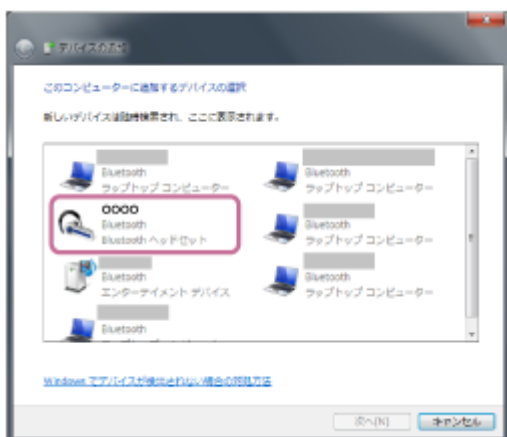 デバイスの追加
このコンピューターに追加するデバイスの選択
新しいデバイスは随時検索され、ここに表示されます。
Bluetooth
ラップトップ コンピューター
Bluetooth
ラップトップ コンピューター
OOOO
Bluetooth
Bluetooth ヘッドセット
Bluetooth
ラップトップ コンピューター
Bluetooth
エンターテイメント デバイス
Bluetooth
ラップトップ コンピューター
Bluetooth
Windows でデバイスが検出されない場合の対処方法
次へ(N)
キャンセル